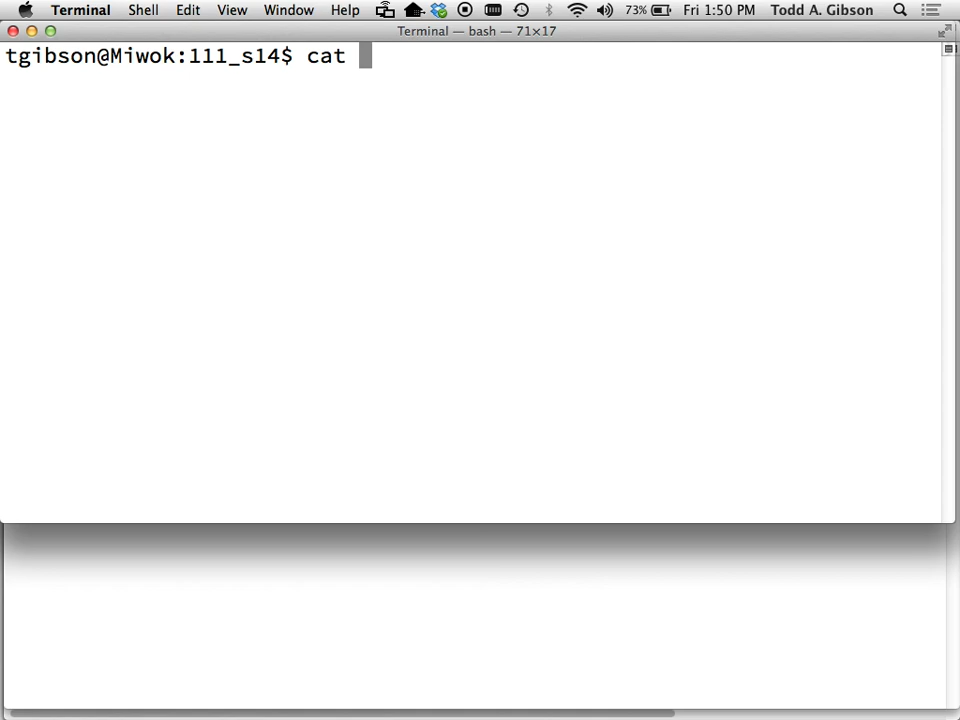 Terminal Shell Edit View Window Help 73% Fri 1:50 PM Todd A. Gibson
Terminal — bash — 71×17
tgibson@Miwok:111_s14$ cat